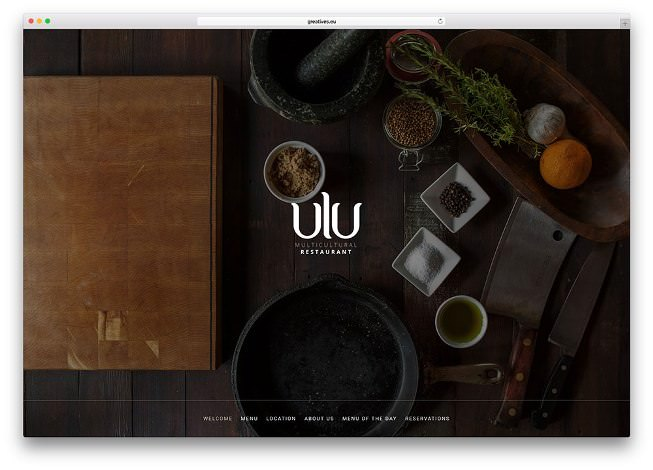 greatives.eu
ulu
MULTICULTURAL
RESTAURANT
WELCOME MENU LOCATION ABOUT US MENU OF THE DAY RESERVATIONS